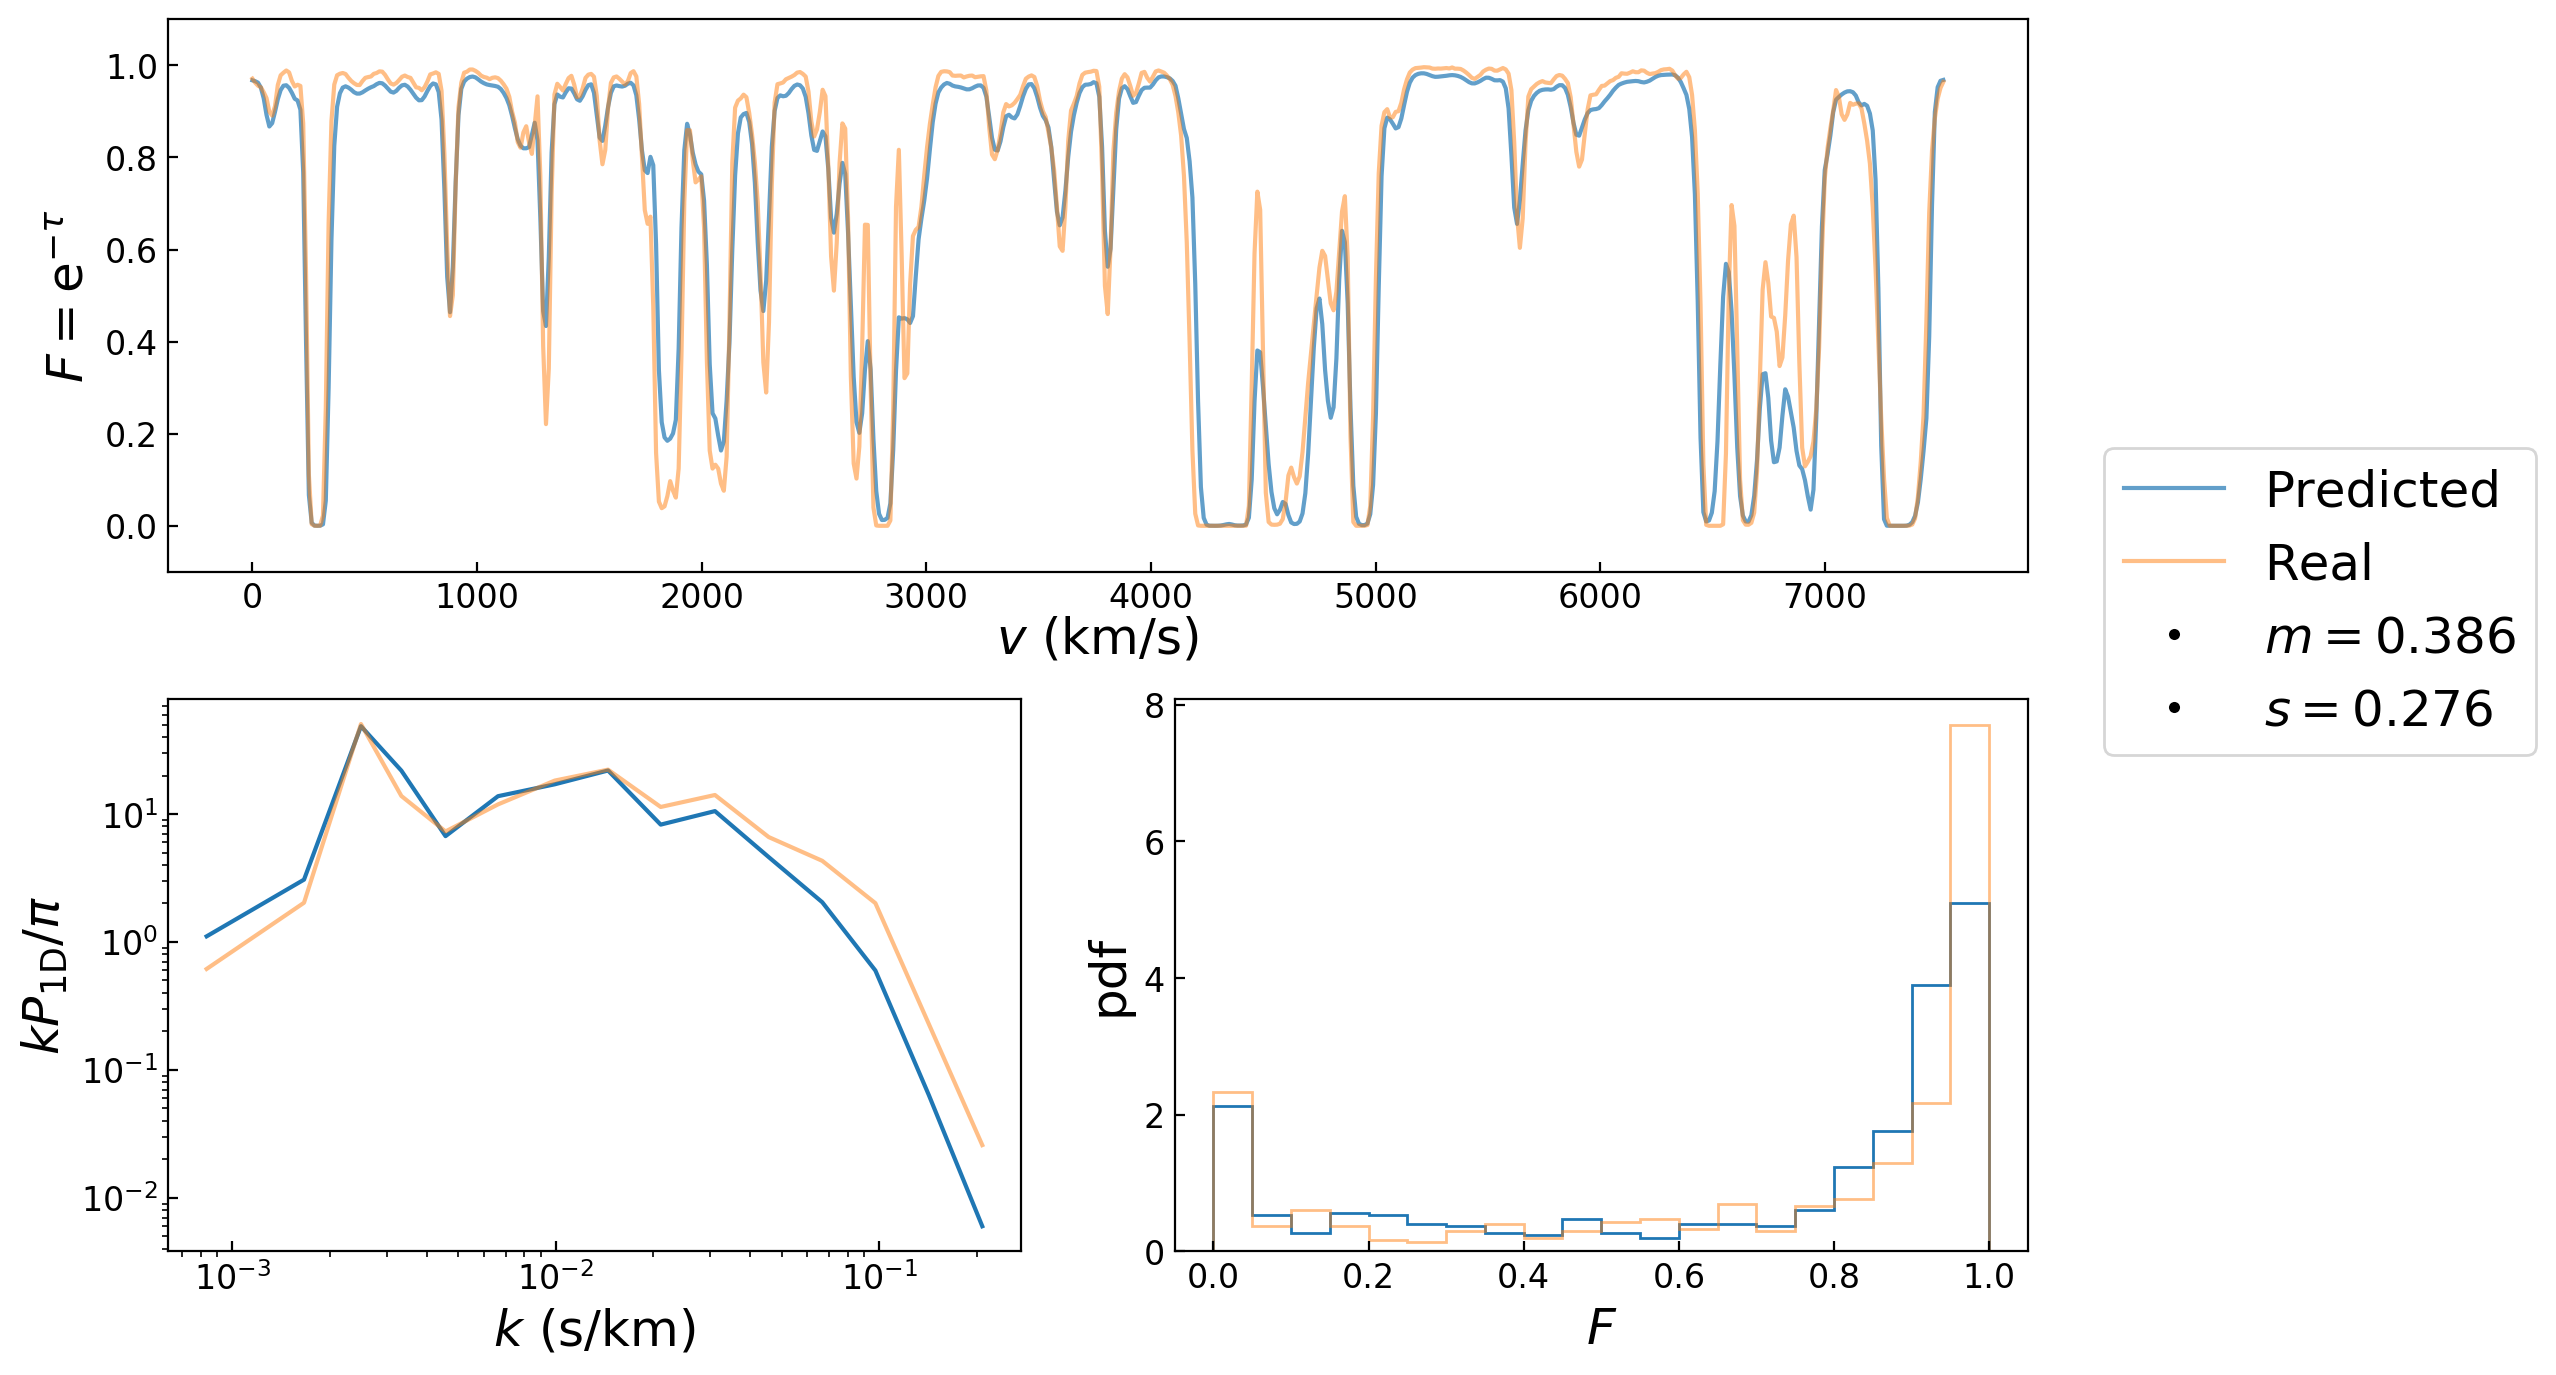 1.0
0.8
0.6
0.4
0.2
0.0
F = e^{-τ}
0 1000 2000 3000 4000 5000 6000 7000
v (km/s)
Predicted
Real
m = 0.386
s = 0.276
10^1
10^0
10^{-1}
10^{-2}
kP_{1D}/π
10^{-3} 10^{-2} 10^{-1}
k (s/km)
8
6
4
2
0
pdf
0.0 0.2 0.4 0.6 0.8 1.0
F